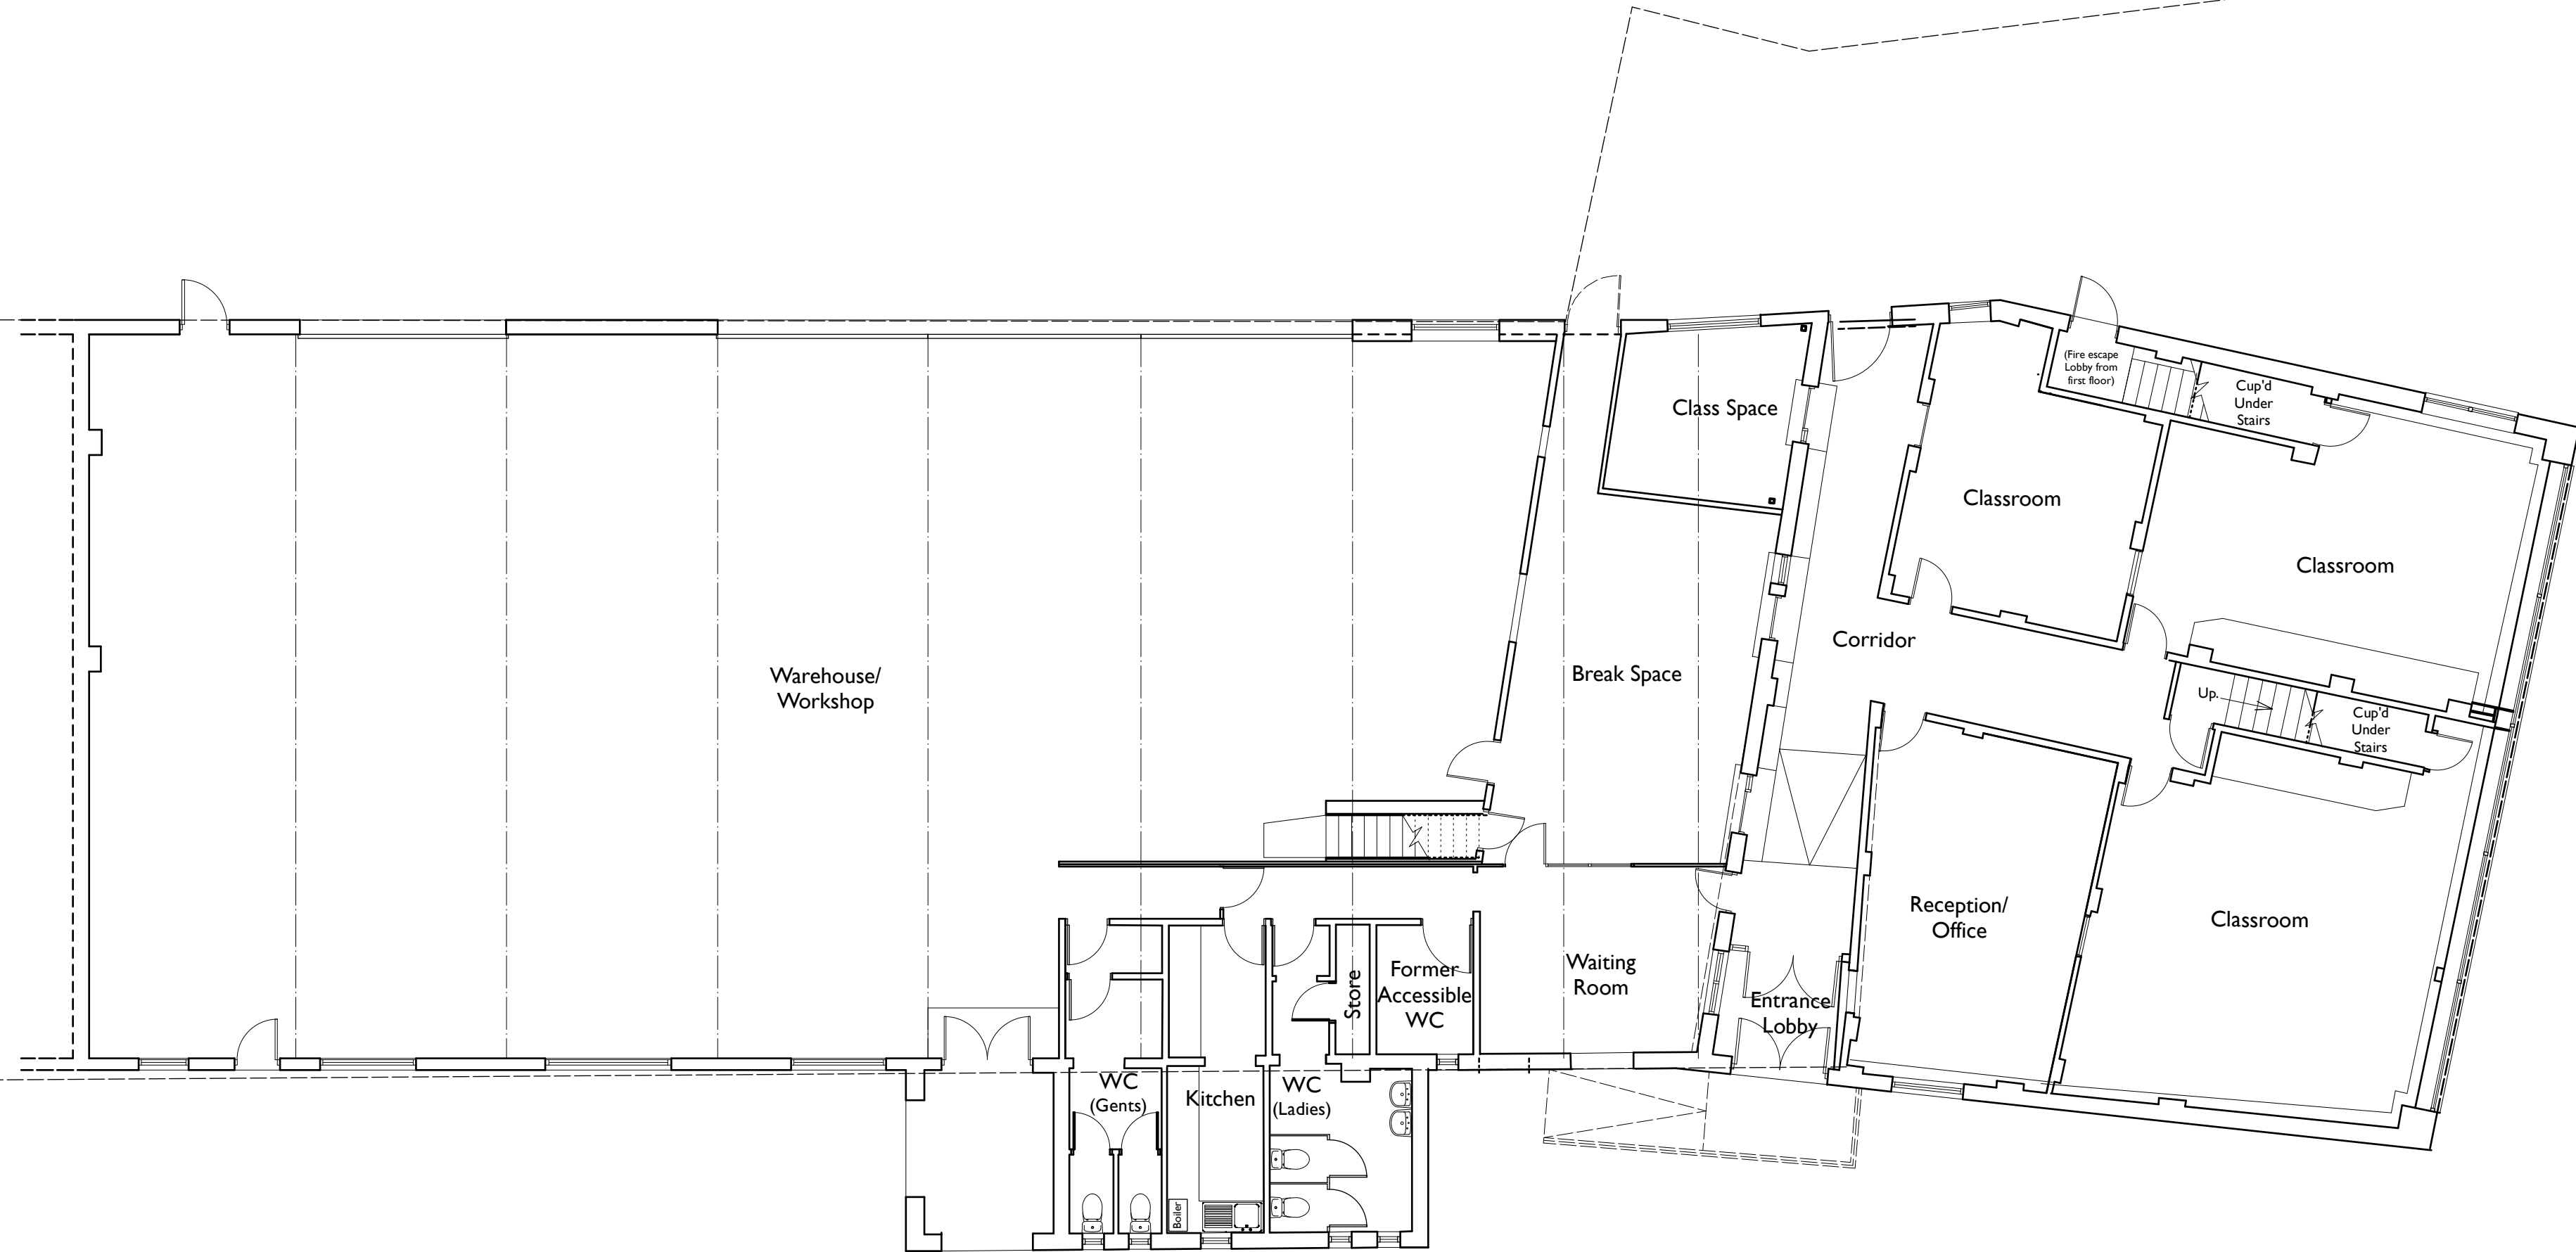 (Fire escape
Lobby from
first floor)
Cup'd
Under
Stairs
Class Space
Classroom
Classroom
Corridor
Warehouse/
Workshop
Break Space
Up.
Cup'd
Under
Stairs
Reception/
Office
Classroom
Waiting
Room
Former
Accessible
WC
Store
Entrance
Lobby
WC
(Gents)
Kitchen
WC
(Ladies)
Boiler